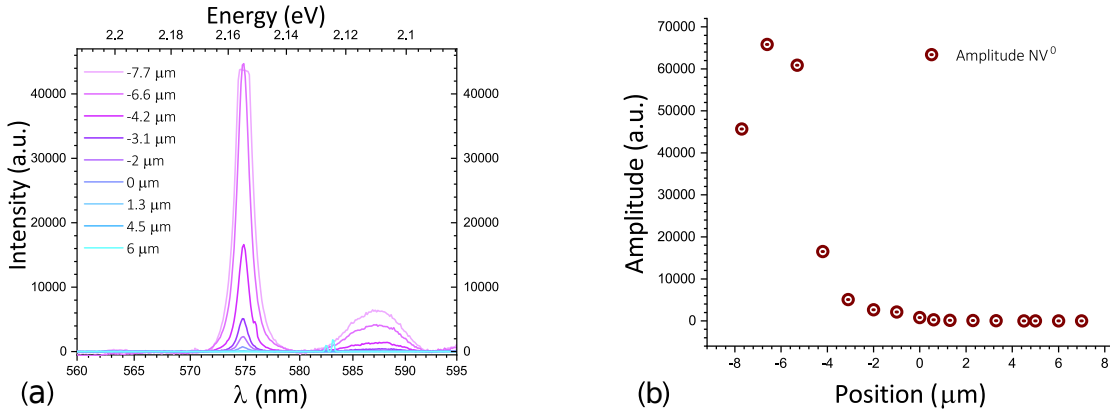 Energy (eV)
2.2 2.18 2.16 2.14 2.12 2.1
Intensity (a.u.)
40000
30000
20000
10000
0
-7.7 µm
-6.6 µm
-4.2 µm
-3.1 µm
-2 µm
0 µm
1.3 µm
4.5 µm
6 µm
40000
30000
20000
10000
0
560 565 570 575 580 585 590 595
λ (nm)
(a)
Amplitude (a.u.)
70000
60000
50000
40000
30000
20000
10000
0
Amplitude NV⁰
-8 -6 -4 -2 0 2 4 6 8
Position (µm)
(b)